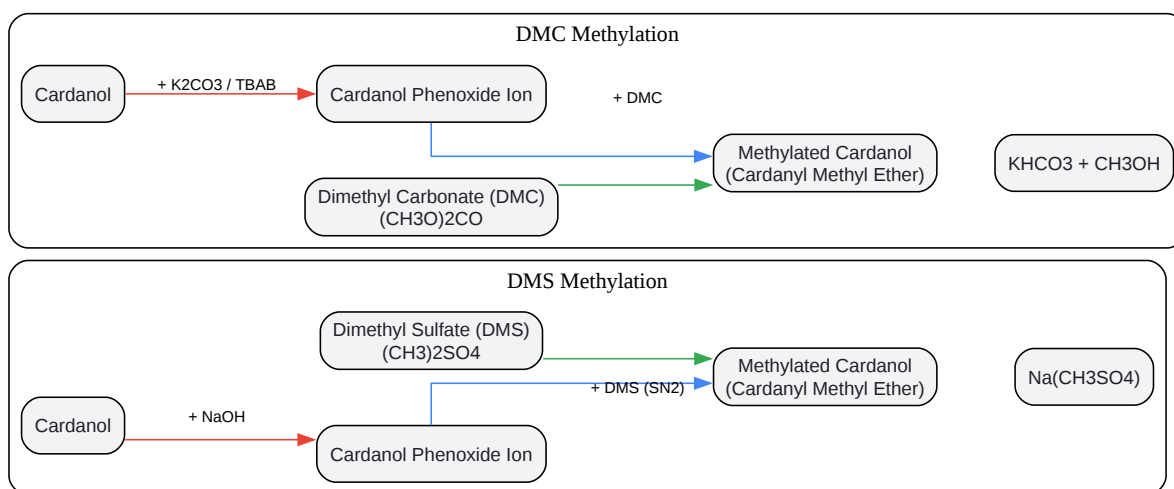 DMC Methylation
Cardanol
+ K2CO3 / TBAB
Cardanol Phenoxide Ion
+ DMC
Methylated Cardanol
(Cardanyl Methyl Ether)
KHCO3 + CH3OH
Dimethyl Carbonate (DMC)
(CH3O)2CO
DMS Methylation
Dimethyl Sulfate (DMS)
(CH3)2SO4
Methylated Cardanol
(Cardanyl Methyl Ether)
Na(CH3SO4)
+ DMS (SN2)
Cardanol
+ NaOH
Cardanol Phenoxide Ion